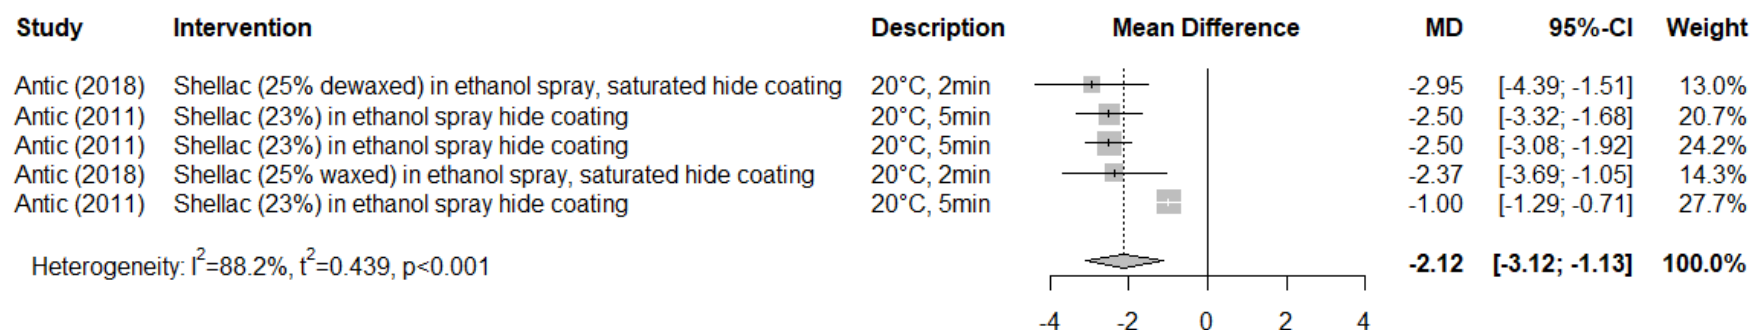 Study Intervention Description Mean Difference MD 95%-CI Weight
Antic (2018) Shellac (25% dewaxed) in ethanol spray, saturated hide coating 20°C, 2min -2.95 [-4.39; -1.51] 13.0%
Antic (2011) Shellac (23%) in ethanol spray hide coating 20°C, 5min -2.50 [-3.32; -1.68] 20.7%
Antic (2011) Shellac (23%) in ethanol spray hide coating 20°C, 5min -2.50 [-3.08; -1.92] 24.2%
Antic (2018) Shellac (25% waxed) in ethanol spray, saturated hide coating 20°C, 2min -2.37 [-3.69; -1.05] 14.3%
Antic (2011) Shellac (23%) in ethanol spray hide coating 20°C, 5min -1.00 [-1.29; -0.71] 27.7%
Heterogeneity: I²=88.2%, t²=0.439, p<0.001 -2.12 [-3.12; -1.13] 100.0%
-4 -2 0 2 4